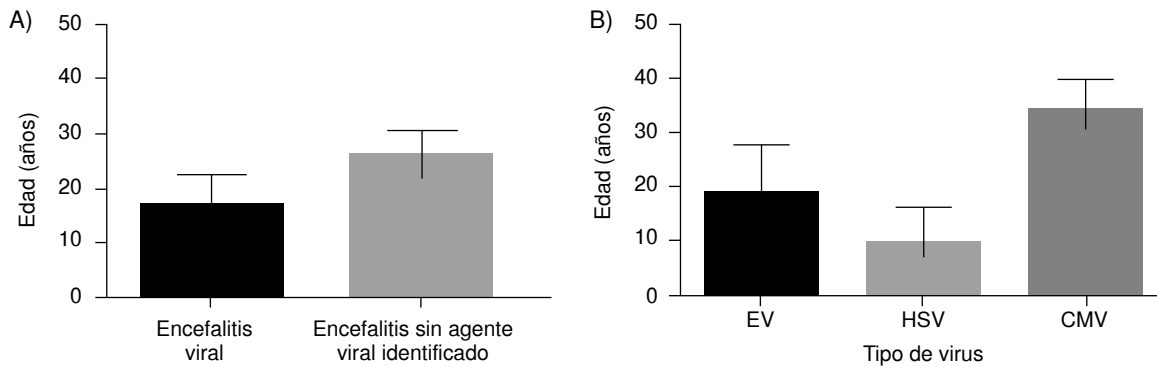 A)
Edad (años)
50
40
30
20
10
0
Encefalitis
viral
Encefalitis sin agente
viral identificado
B)
Edad (años)
50
40
30
20
10
0
EV
HSV
CMV
Tipo de virus